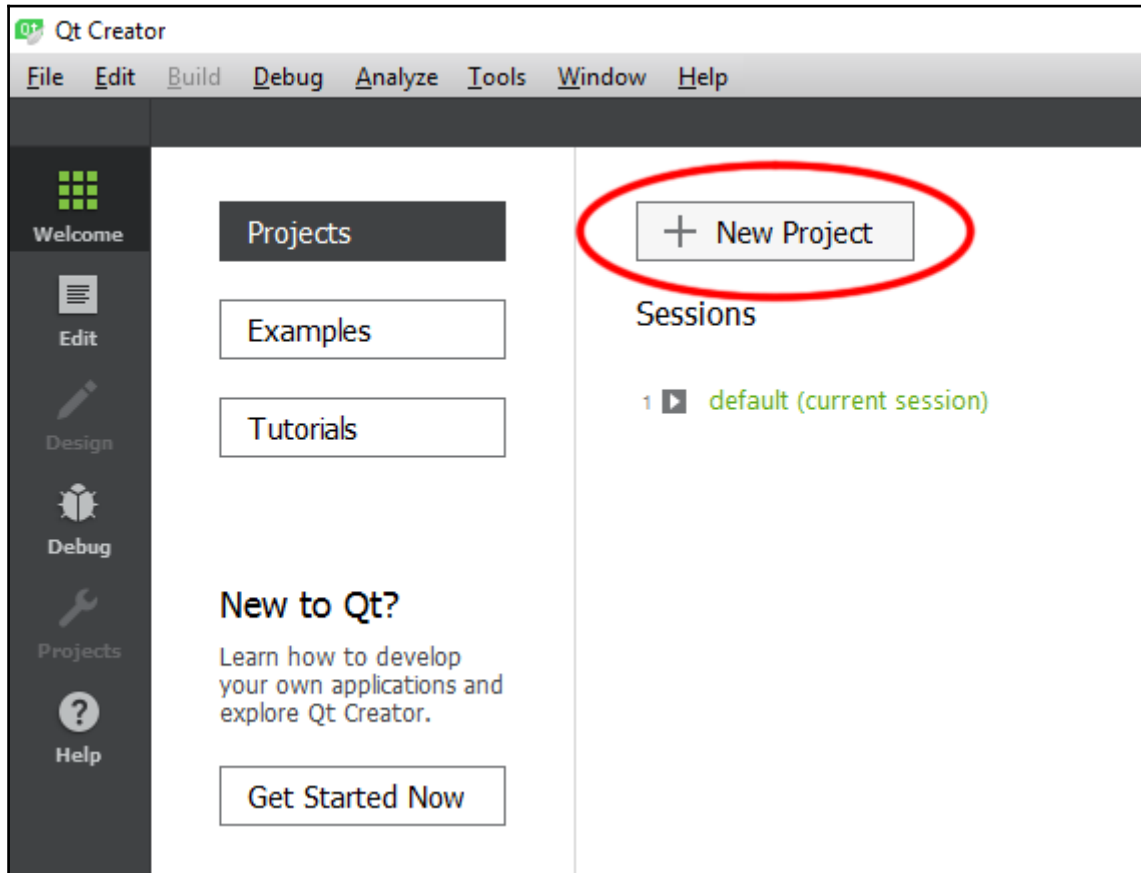 Qt Creator
File Edit Build Debug Analyze Tools Window Help
Welcome
Edit
Design
Debug
Projects
Help
Projects
Examples
Tutorials
New to Qt?
Learn how to develop
your own applications and
explore Qt Creator.
Get Started Now
+ New Project
Sessions
1 default (current session)